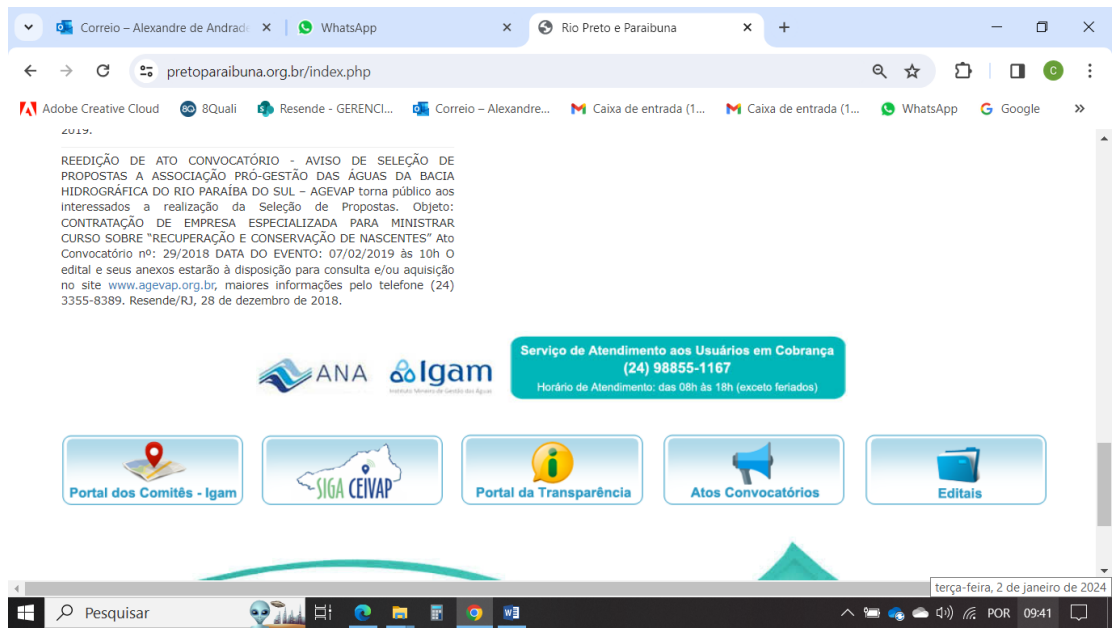 Correio – Alexandre de Andrade
WhatsApp
Rio Preto e Paraibuna
pretoparaibuna.org.br/index.php
C
Adobe Creative Cloud
8Quali
Resende - GERENCI...
Correio – Alexandre...
Caixa de entrada (1...
Caixa de entrada (1...
WhatsApp
Google
2019.
REEDIÇÃO DE ATO CONVOCATÓRIO - AVISO DE SELEÇÃO DE
PROPOSTAS A ASSOCIAÇÃO PRÓ-GESTÃO DAS ÁGUAS DA BACIA
HIDROGRÁFICA DO RIO PARAÍBA DO SUL – AGEVAP torna público aos
interessados a realização da Seleção de Propostas. Objeto:
CONTRATAÇÃO DE EMPRESA ESPECIALIZADA PARA MINISTRAR
CURSO SOBRE "RECUPERAÇÃO E CONSERVAÇÃO DE NASCENTES" Ato
Convocatório nº: 29/2018 DATA DO EVENTO: 07/02/2019 às 10h O
edital e seus anexos estarão à disposição para consulta e/ou aquisição
no site www.agevap.org.br, maiores informações pelo telefone (24)
3355-8389. Resende/RJ, 28 de dezembro de 2018.
ANA
Igam
Instituto Mineiro de Gestão das Águas
Serviço de Atendimento aos Usuários em Cobrança
(24) 98855-1167
Horário de Atendimento: das 08h às 18h (exceto feriados)
Portal dos Comitês - Igam
SIGA CEIVAP
Portal da Transparência
Atos Convocatórios
Editais
terça-feira, 2 de janeiro de 2024
Pesquisar
POR
09:41